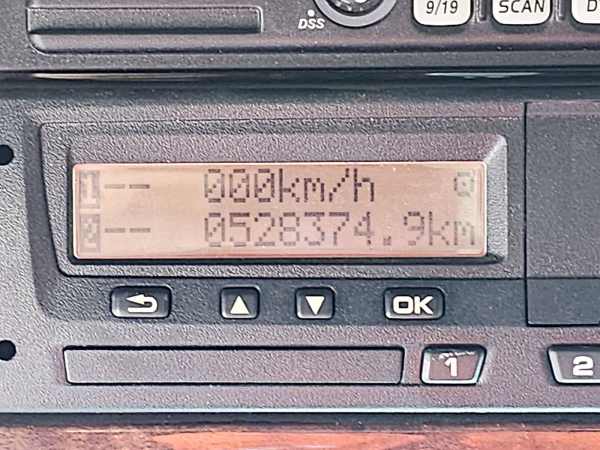 DSS
9/19
SCAN
1-- 000km/h
2-- 0528374.9km
OK
1
2